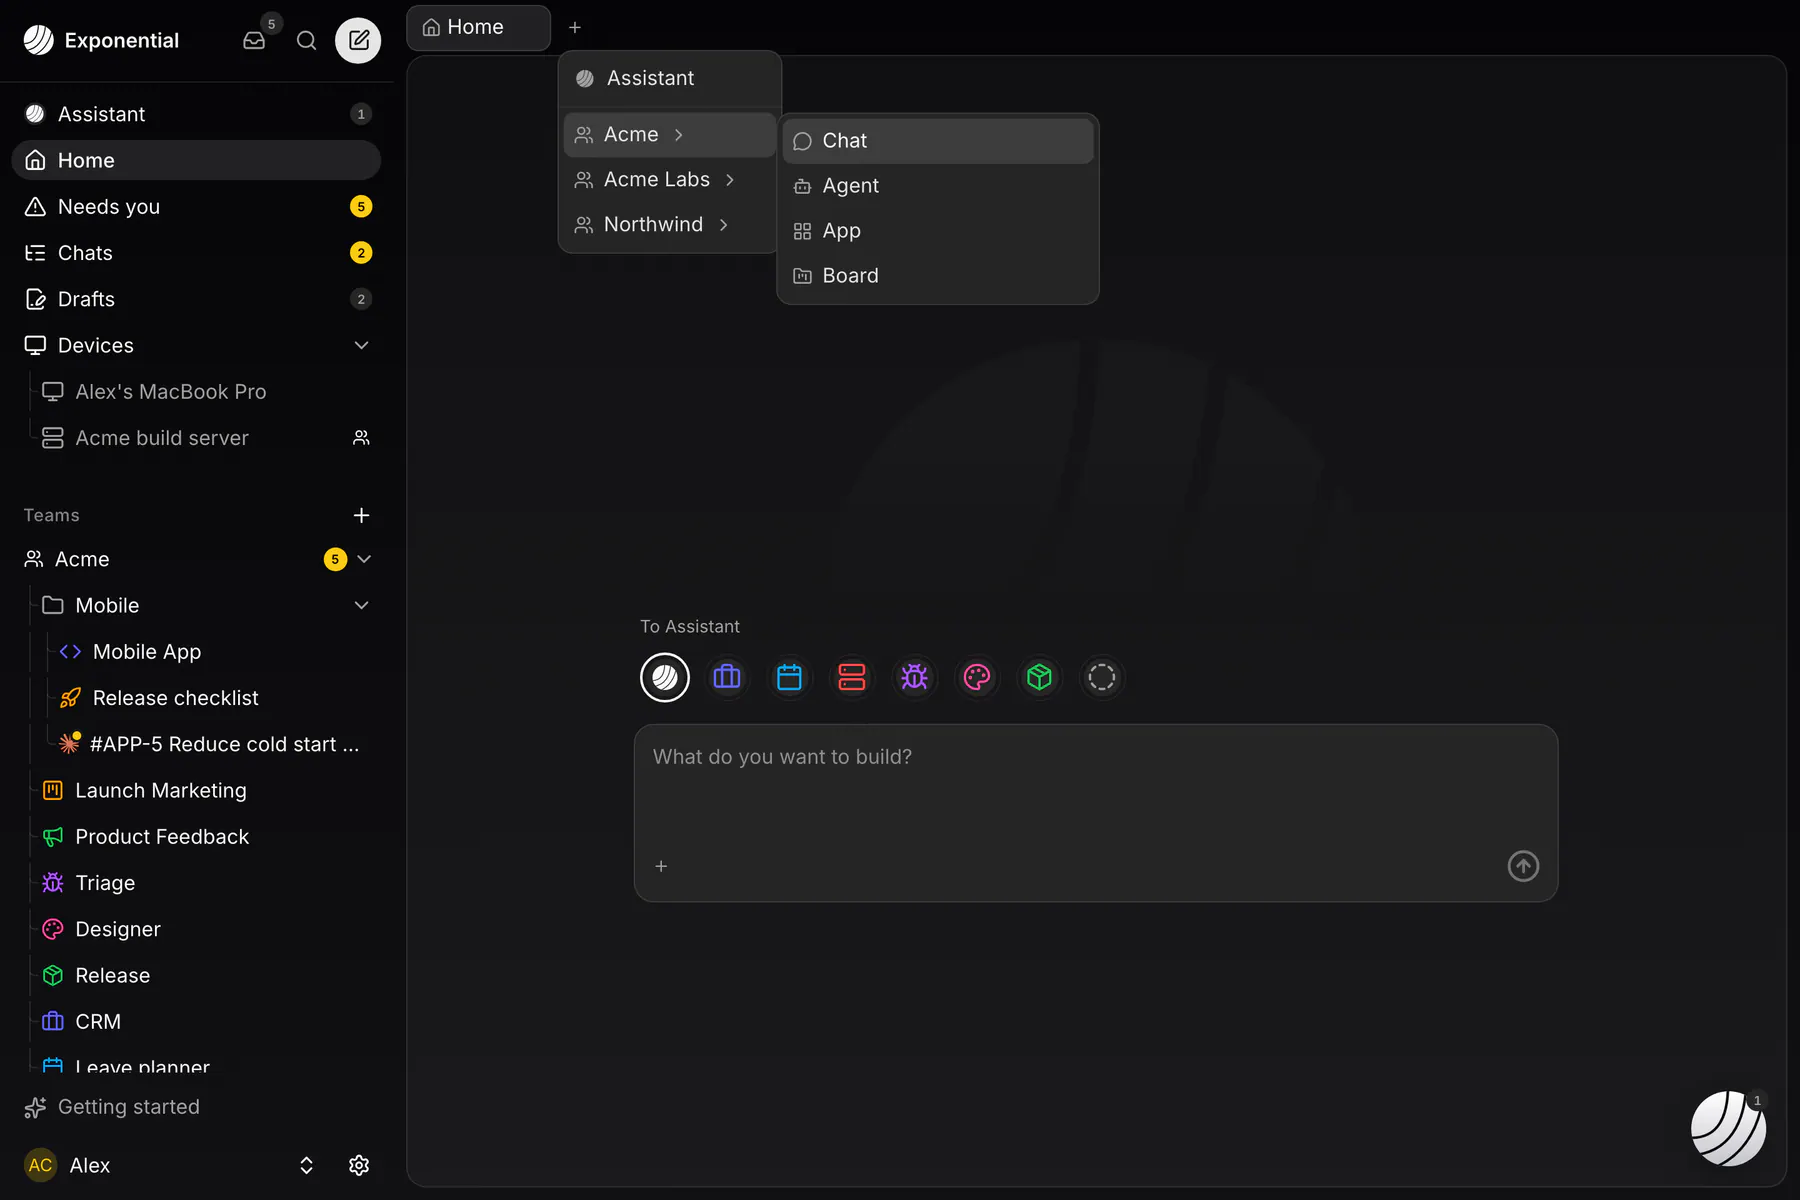 Exponential
5
Assistant
1
Home
Needs you
5
Chats
2
Drafts
2
Devices
Alex's MacBook Pro
Acme build server
Teams
Acme
5
Mobile
Mobile App
Release checklist
#APP-5 Reduce cold start ...
Launch Marketing
Product Feedback
Triage
Designer
Release
CRM
Leave planner
Getting started
AC
Alex
Home
Assistant
Acme
Acme Labs
Northwind
Chat
Agent
App
Board
To Assistant
What do you want to build?
1